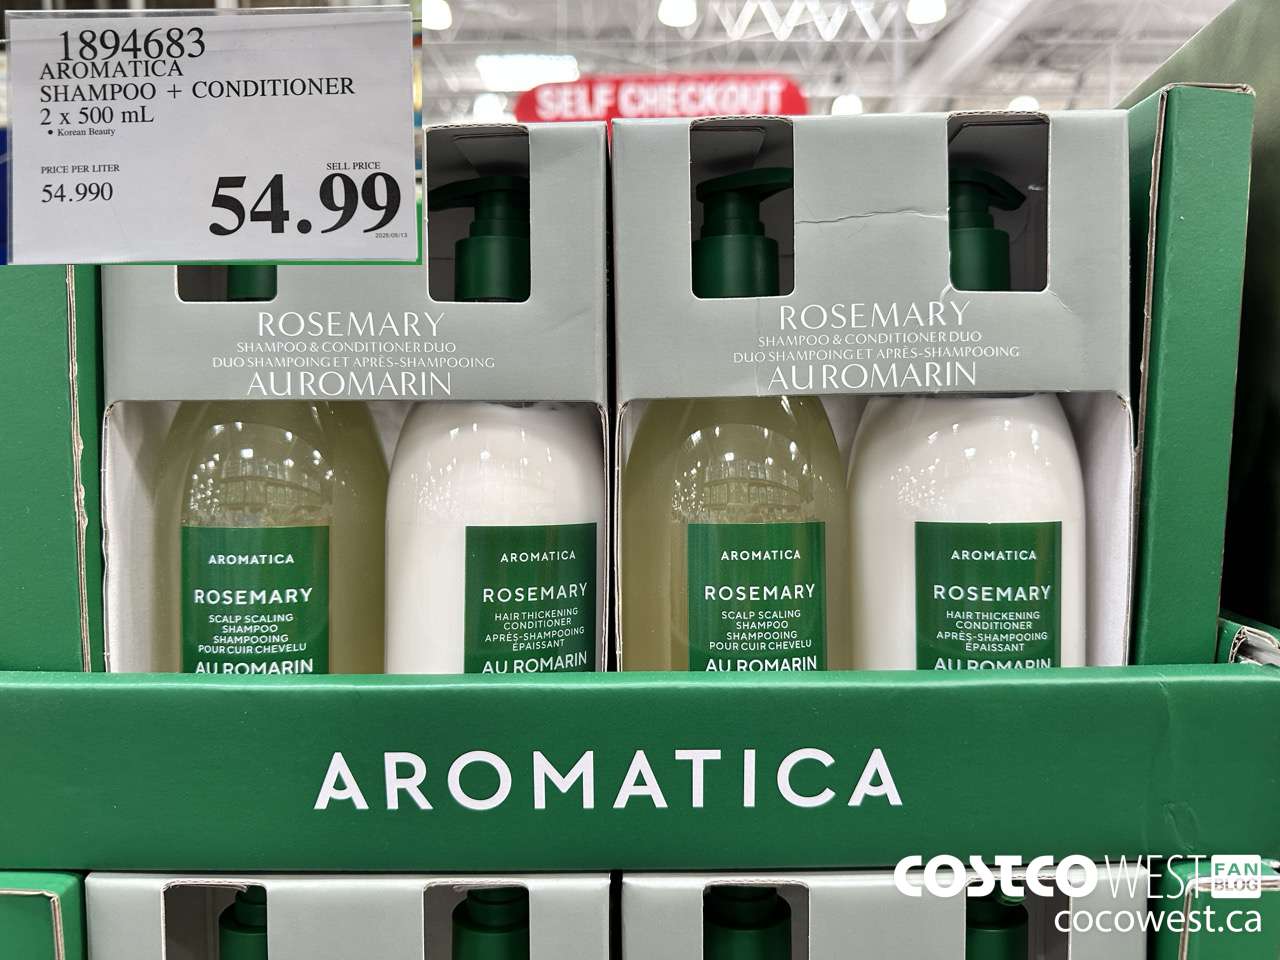 1894683
AROMATICA
SHAMPOO + CONDITIONER
2 x 500 mL
• Korean Beauty
PRICE PER LITER
54.990
SELL PRICE
54.99
SELF CHECKOUT
ROSEMARY
SHAMPOO & CONDITIONER DUO
DUO SHAMPOING ET APRÈS-SHAMPOOING
AU ROMARIN
ROSEMARY
SHAMPOO & CONDITIONER DUO
DUO SHAMPOING ET APRÈS-SHAMPOOING
AU ROMARIN
AROMATICA
ROSEMARY
SCALP SCALING
SHAMPOO
SHAMPOOING
POUR CUIR CHEVELU
AU ROMARIN
AROMATICA
ROSEMARY
HAIR THICKENING
CONDITIONER
APRÈS-SHAMPOOING
ÉPAISSANT
AU ROMARIN
AROMATICA
ROSEMARY
SCALP SCALING
SHAMPOO
SHAMPOOING
POUR CUIR CHEVELU
AU ROMARIN
AROMATICA
ROSEMARY
HAIR THICKENING
CONDITIONER
APRÈS-SHAMPOOING
ÉPAISSANT
AU ROMARIN
AROMATICA
COSTCO WEST FAN BLOG
cocowest.ca